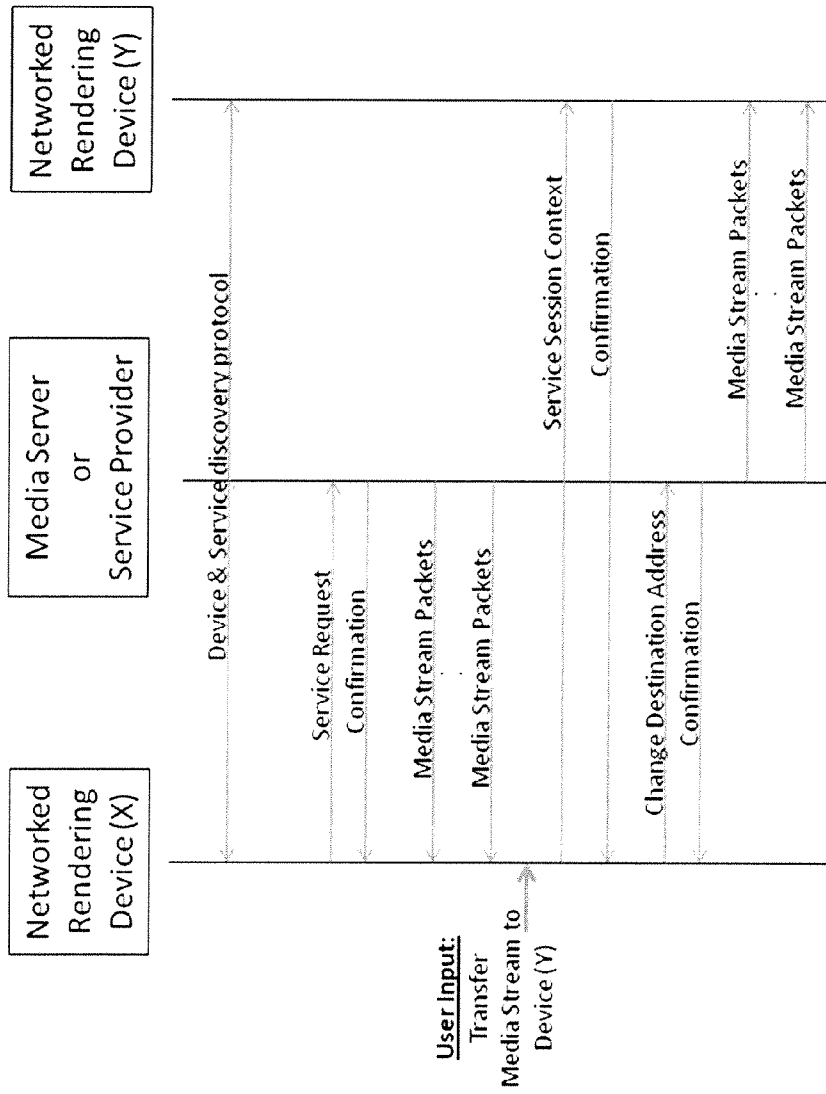 Networked
Rendering
Device (X)
Media Server
or
Service Provider
Networked
Rendering
Device (Y)
Device & Service discovery protocol
Service Request
Confirmation
Media Stream Packets
Media Stream Packets
User Input:
Transfer
Media Stream to
Device (Y)
Service Session Context
Confirmation
Change Destination Address
Confirmation
Media Stream Packets
Media Stream Packets